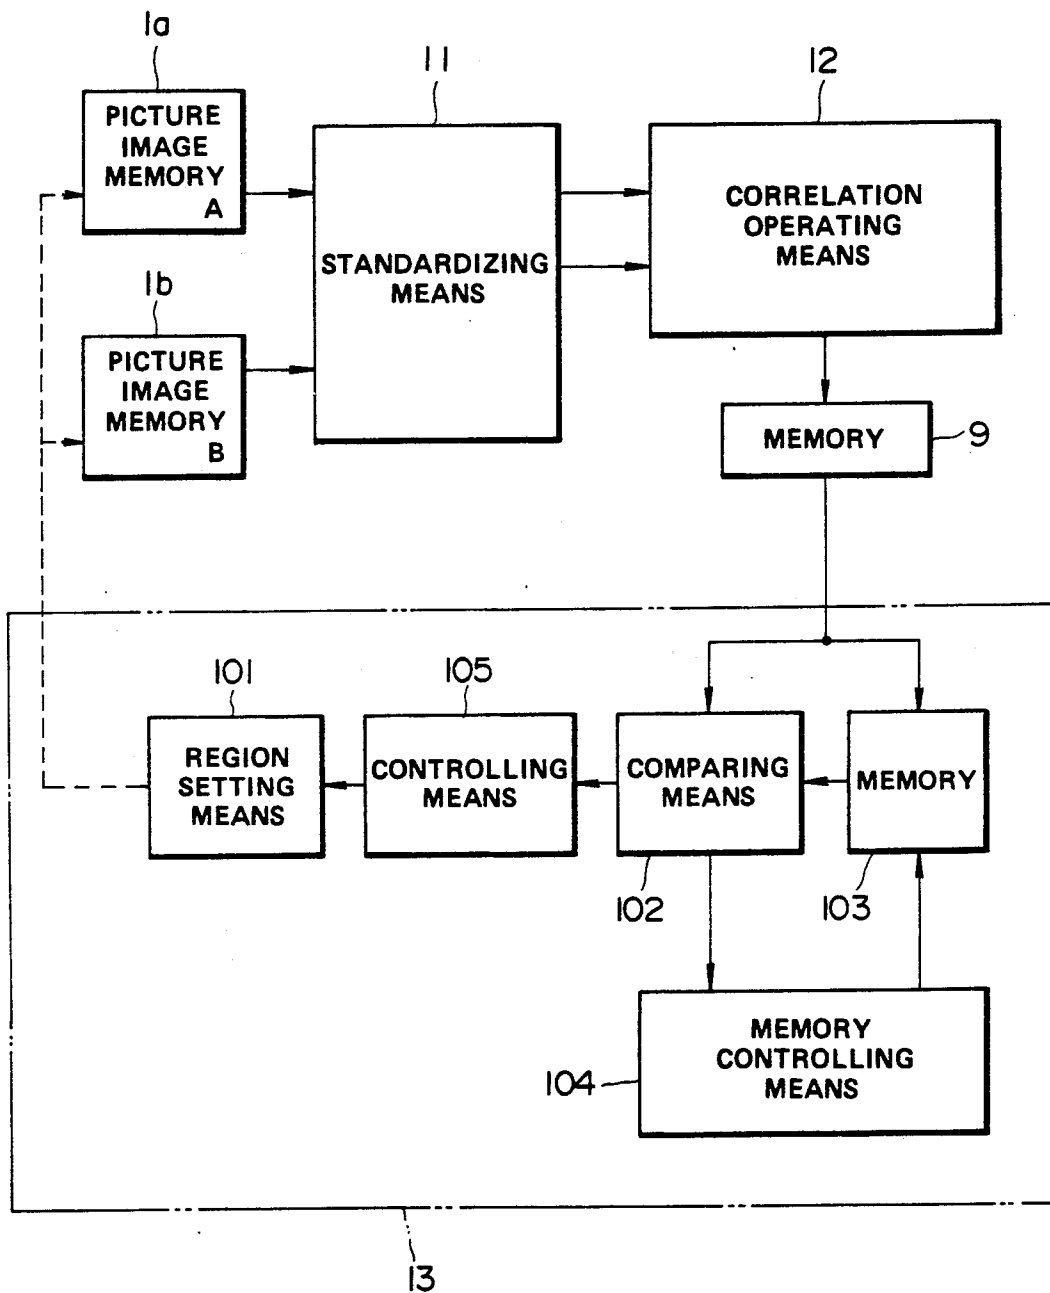 1a
11
12
PICTURE
IMAGE
MEMORY
A
CORRELATION
OPERATING
MEANS
STANDARDIZING
MEANS
1b
PICTURE
IMAGE
MEMORY
B
MEMORY
9
101
105
REGION
SETTING
MEANS
CONTROLLING
MEANS
COMPARING
MEANS
MEMORY
102
103
MEMORY
CONTROLLING
MEANS
104
13